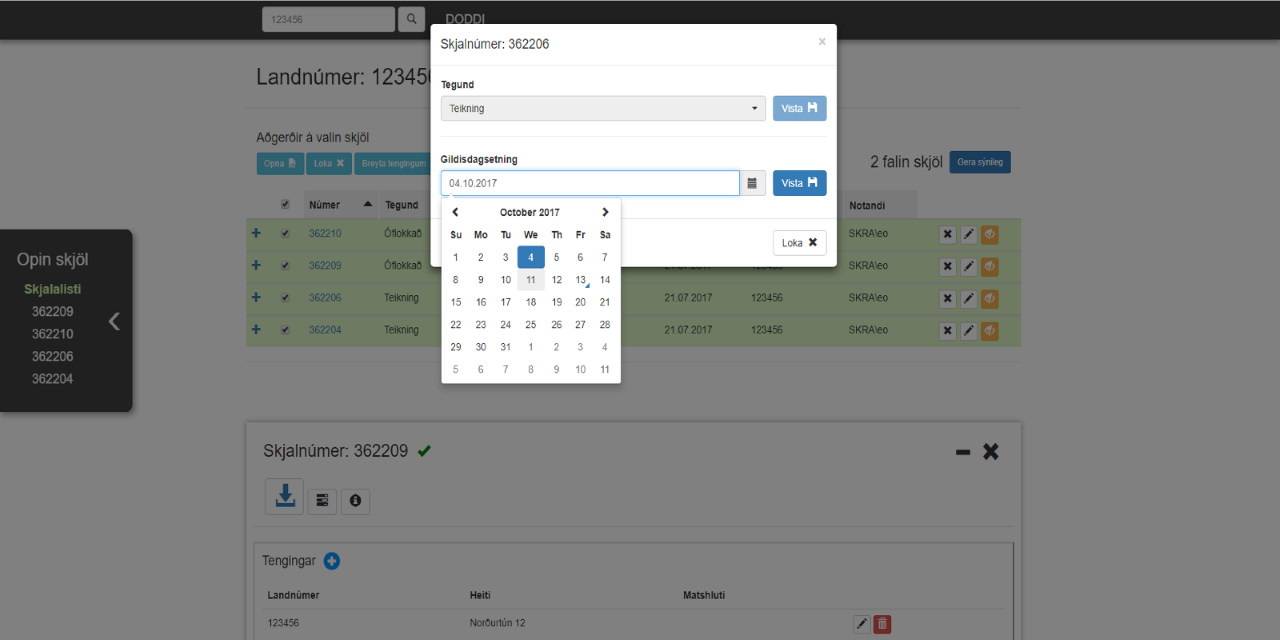 123456
DODDI
Landnúmer: 123456
Aðgerðir á valin skjöl
Opna
Loka
Breyta tengingum
2 falin skjöl
Gera sýnileg
Númer
Tegund
Notandi
362210
Óflokkað
SKRA\eo
362209
Óflokkað
21.07.2017
123456
SKRA\eo
362206
Teikning
21.07.2017
123456
SKRA\eo
362204
Teikning
21.07.2017
123456
SKRA\eo
Opin skjöl
Skjalalisti
362209
362210
362206
362204
Skjalnúmer: 362206
×
Tegund
Teikning
Vista
Gildisdagsetning
04.10.2017
Vista
October 2017
Su Mo Tu We Th Fr Sa
1 2 3 4 5 6 7
8 9 10 11 12 13 14
15 16 17 18 19 20 21
22 23 24 25 26 27 28
29 30 31 1 2 3 4
5 6 7 8 9 10 11
Loka
Skjalnúmer: 362209
Tengingar
Landnúmer
Heiti
Matshluti
123456
Norðurtún 12